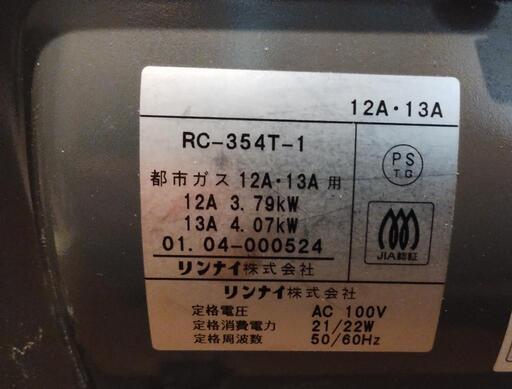 12A・13A
RC-354T-1
PS
T.G
都市ガス 12A・13A 用
12A 3.79kW
13A 4.07kW
01.04-000524
JIA認証
リンナイ株式会社
リンナイ株式会社
定格電圧 AC 100V
定格消費電力 21/22W
定格周波数 50/60Hz